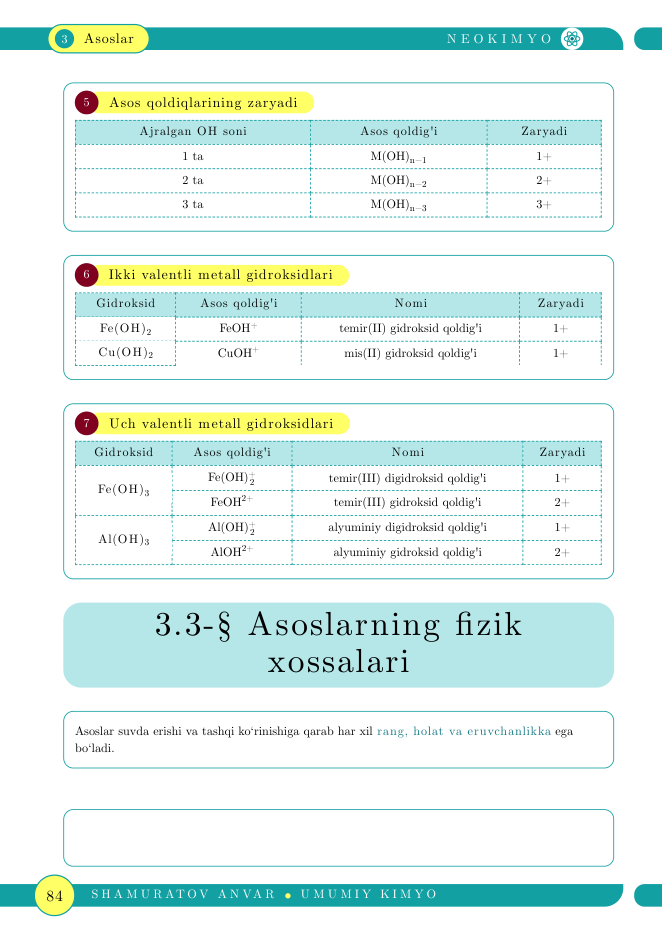 3 Asoslar NEOKIMYO
5 Asos qoldiqlarining zaryadi
Ajralgan OH soni Asos qoldig'i Zaryadi
1 ta M(OH)ₙ₋₁ 1+
2 ta M(OH)ₙ₋₂ 2+
3 ta M(OH)ₙ₋₃ 3+
6 Ikki valentli metall gidroksidlari
Gidroksid Asos qoldig'i Nomi Zaryadi
Fe(OH)₂ FeOH⁺ temir(II) gidroksid qoldig'i 1+
Cu(OH)₂ CuOH⁺ mis(II) gidroksid qoldig'i 1+
7 Uch valentli metall gidroksidlari
Gidroksid Asos qoldig'i Nomi Zaryadi
Fe(OH)₃ Fe(OH)₂⁺ temir(III) digidroksid qoldig'i 1+
FeOH²⁺ temir(III) gidroksid qoldig'i 2+
Al(OH)₃ Al(OH)₂⁺ alyuminiy digidroksid qoldig'i 1+
AlOH²⁺ alyuminiy gidroksid qoldig'i 2+
3.3-§ Asoslarning fizik
xossalari
Asoslar suvda erishi va tashqi ko‘rinishiga qarab har xil rang, holat va eruvchanlikka ega
bo‘ladi.
84 SHAMURATOV ANVAR • UMUMIY KIMYO